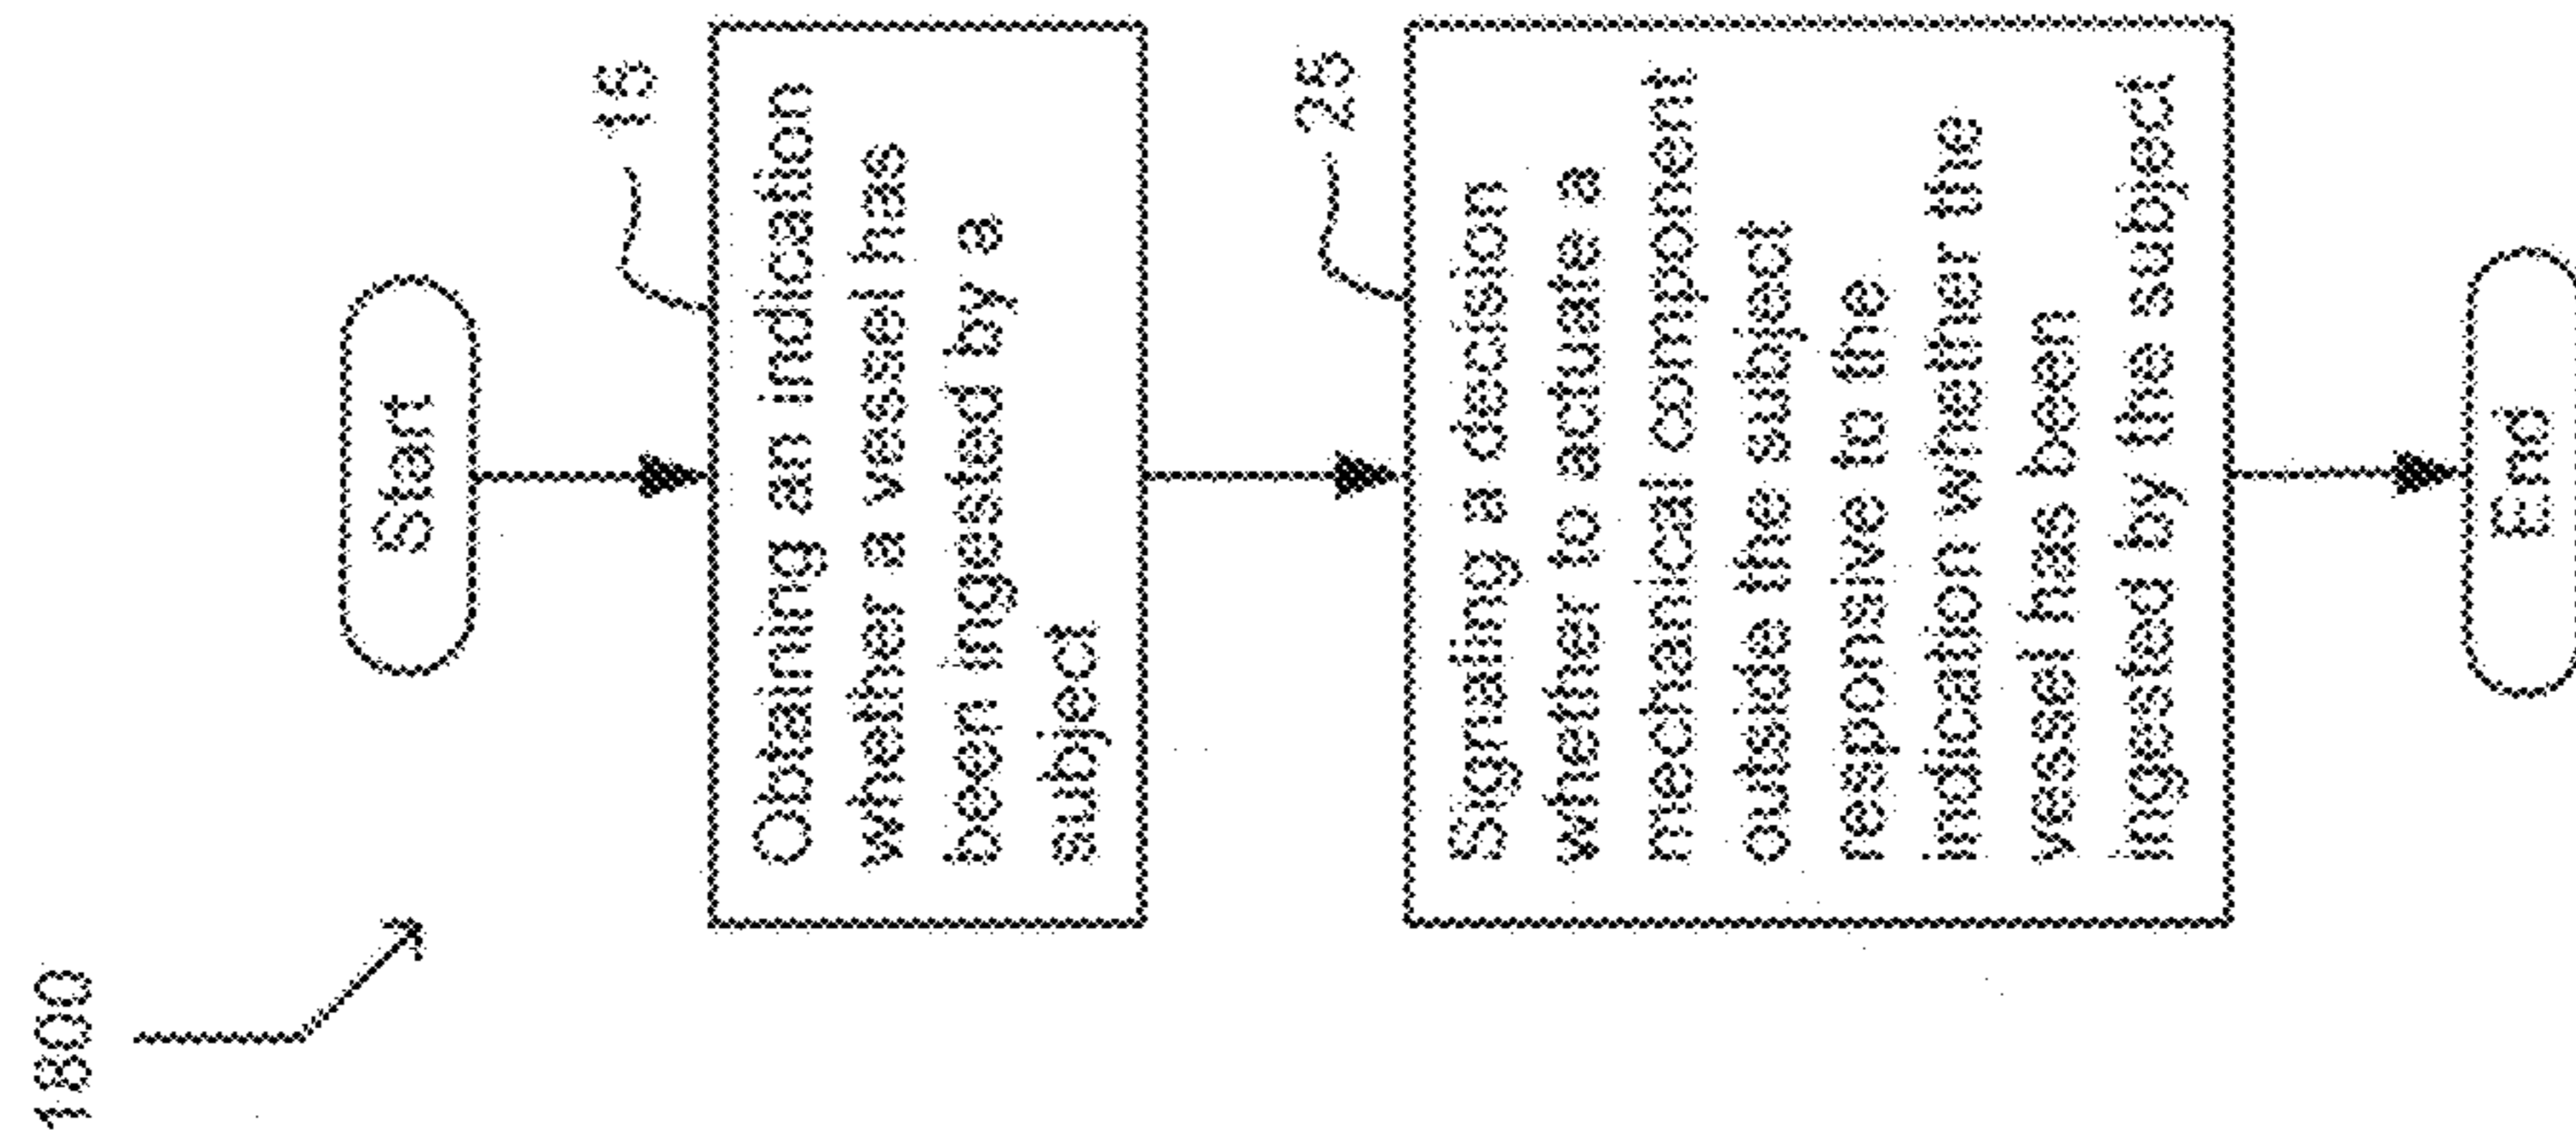 1800
Start
15
Obtaining an indication
whether a vessel has
been ingested by a
subject
25
Signaling a decision
whether to actuate a
mechanical component
outside the subject
responsive to the
indication whether the
vessel has been
ingested by the subject
End